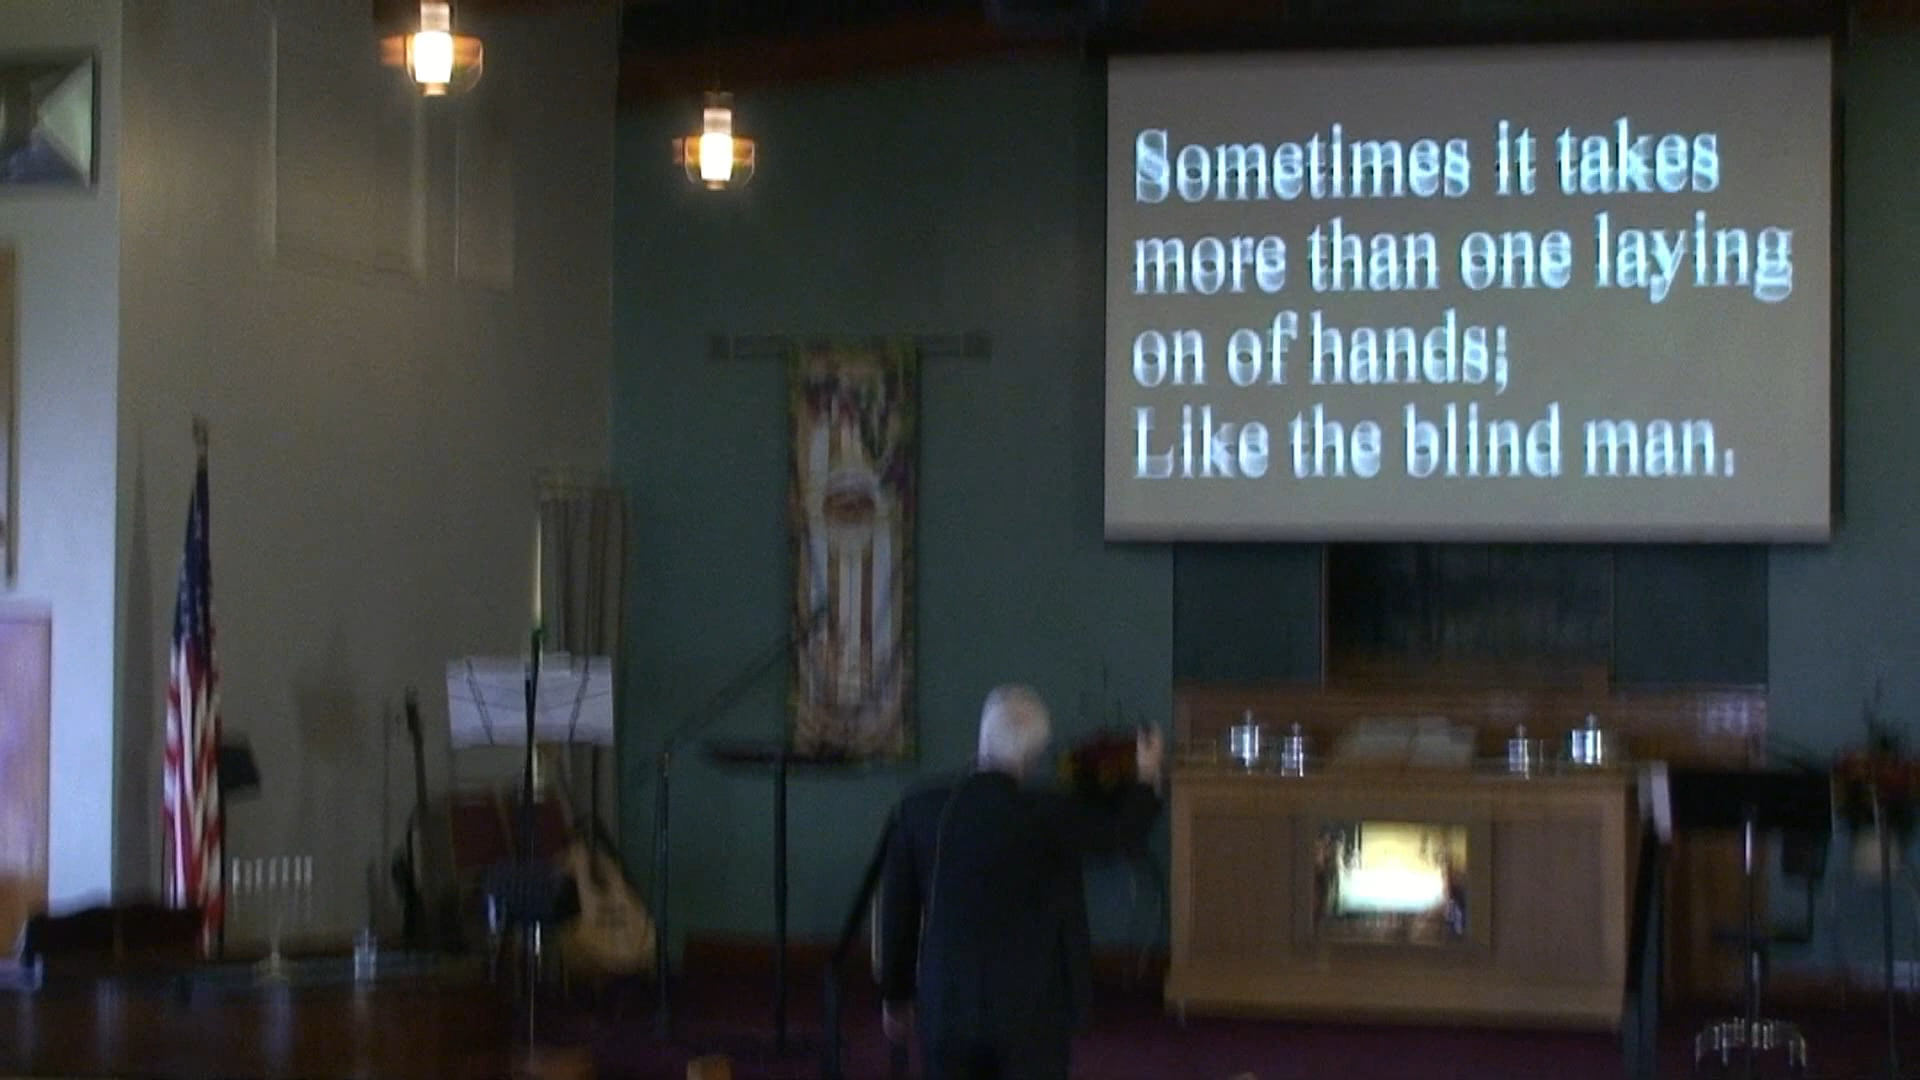 Sometimes it takes
more than one laying
on of hands;
Like the blind man.